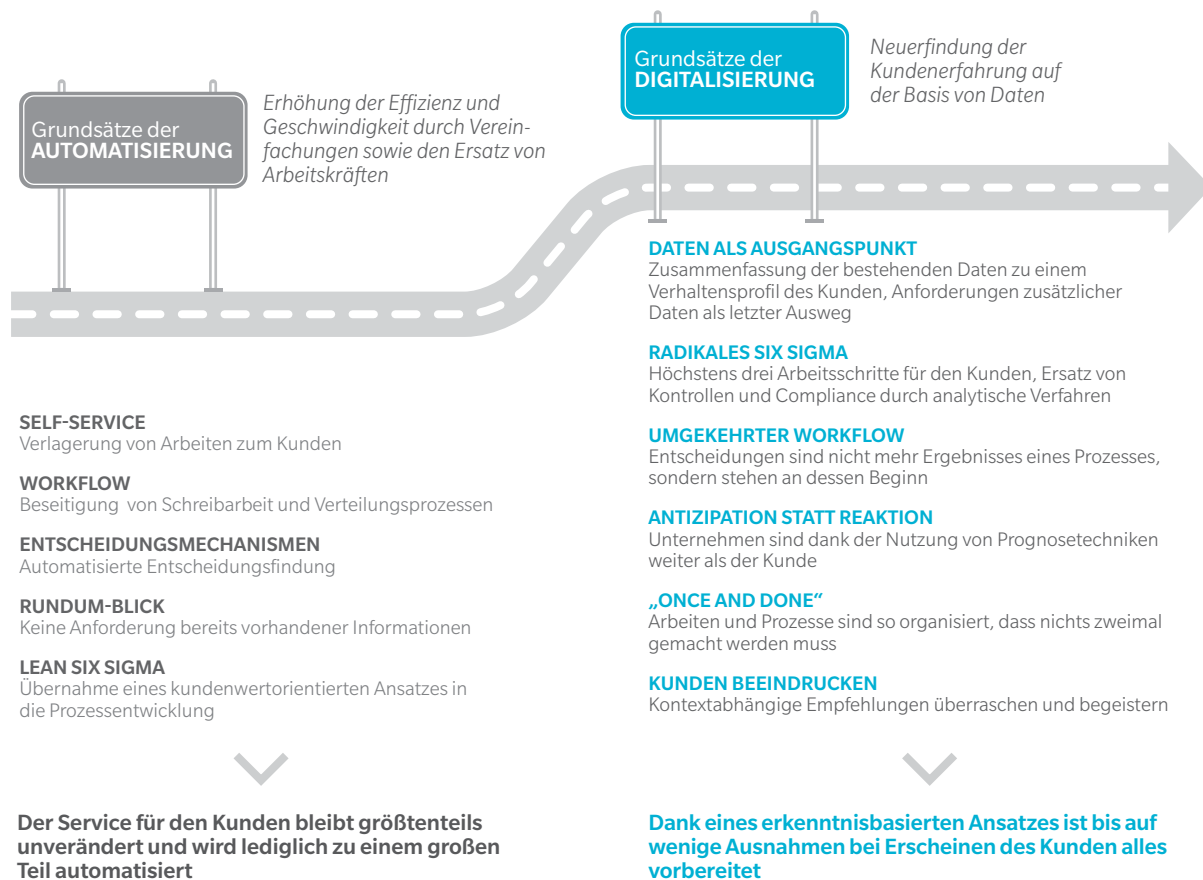 Grundsätze der
AUTOMATISIERUNG
Erhöhung der Effizienz und
Geschwindigkeit durch Verein-
fachungen sowie den Ersatz von
Arbeitskräften
SELF-SERVICE
Verlagerung von Arbeiten zum Kunden
WORKFLOW
Beseitigung von Schreibarbeit und Verteilungsprozessen
ENTSCHEIDUNGSMECHANISMEN
Automatisierte Entscheidungsfindung
RUNDUM-BLICK
Keine Anforderung bereits vorhandener Informationen
LEAN SIX SIGMA
Übernahme eines kundenwertorientierten Ansatzes in
die Prozessentwicklung
Der Service für den Kunden bleibt größtenteils
unverändert und wird lediglich zu einem großen
Teil automatisiert
Grundsätze der
DIGITALISIERUNG
Neuerfindung der
Kundenerfahrung auf
der Basis von Daten
DATEN ALS AUSGANGSPUNKT
Zusammenfassung der bestehenden Daten zu einem
Verhaltensprofil des Kunden, Anforderungen zusätzlicher
Daten als letzter Ausweg
RADIKALES SIX SIGMA
Höchstens drei Arbeitsschritte für den Kunden, Ersatz von
Kontrollen und Compliance durch analytische Verfahren
UMGEKEHRTER WORKFLOW
Entscheidungen sind nicht mehr Ergebnisses eines Prozesses,
sondern stehen an dessen Beginn
ANTIZIPATION STATT REAKTION
Unternehmen sind dank der Nutzung von Prognosetechniken
weiter als der Kunde
„ONCE AND DONE“
Arbeiten und Prozesse sind so organisiert, dass nichts zweimal
gemacht werden muss
KUNDEN BEEINDRUCKEN
Kontextabhängige Empfehlungen überraschen und begeistern
Dank eines erkenntnisbasierten Ansatzes ist bis auf
wenige Ausnahmen bei Erscheinen des Kunden alles
vorbereitet